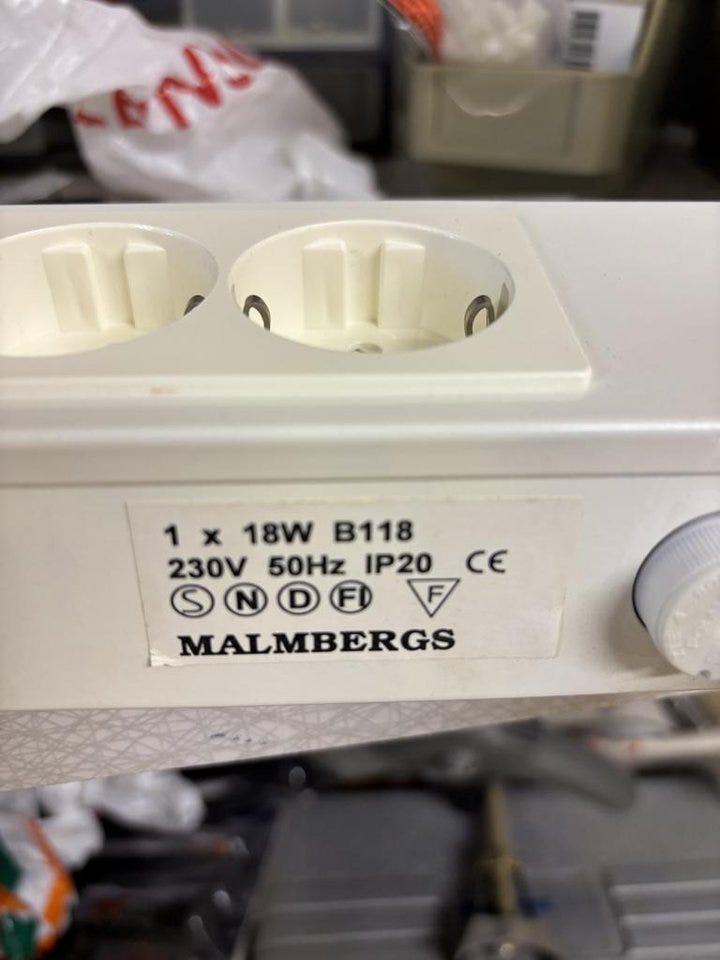 1 x 18W B118
230V 50Hz IP20 CE
S N D FI F
MALMBERGS